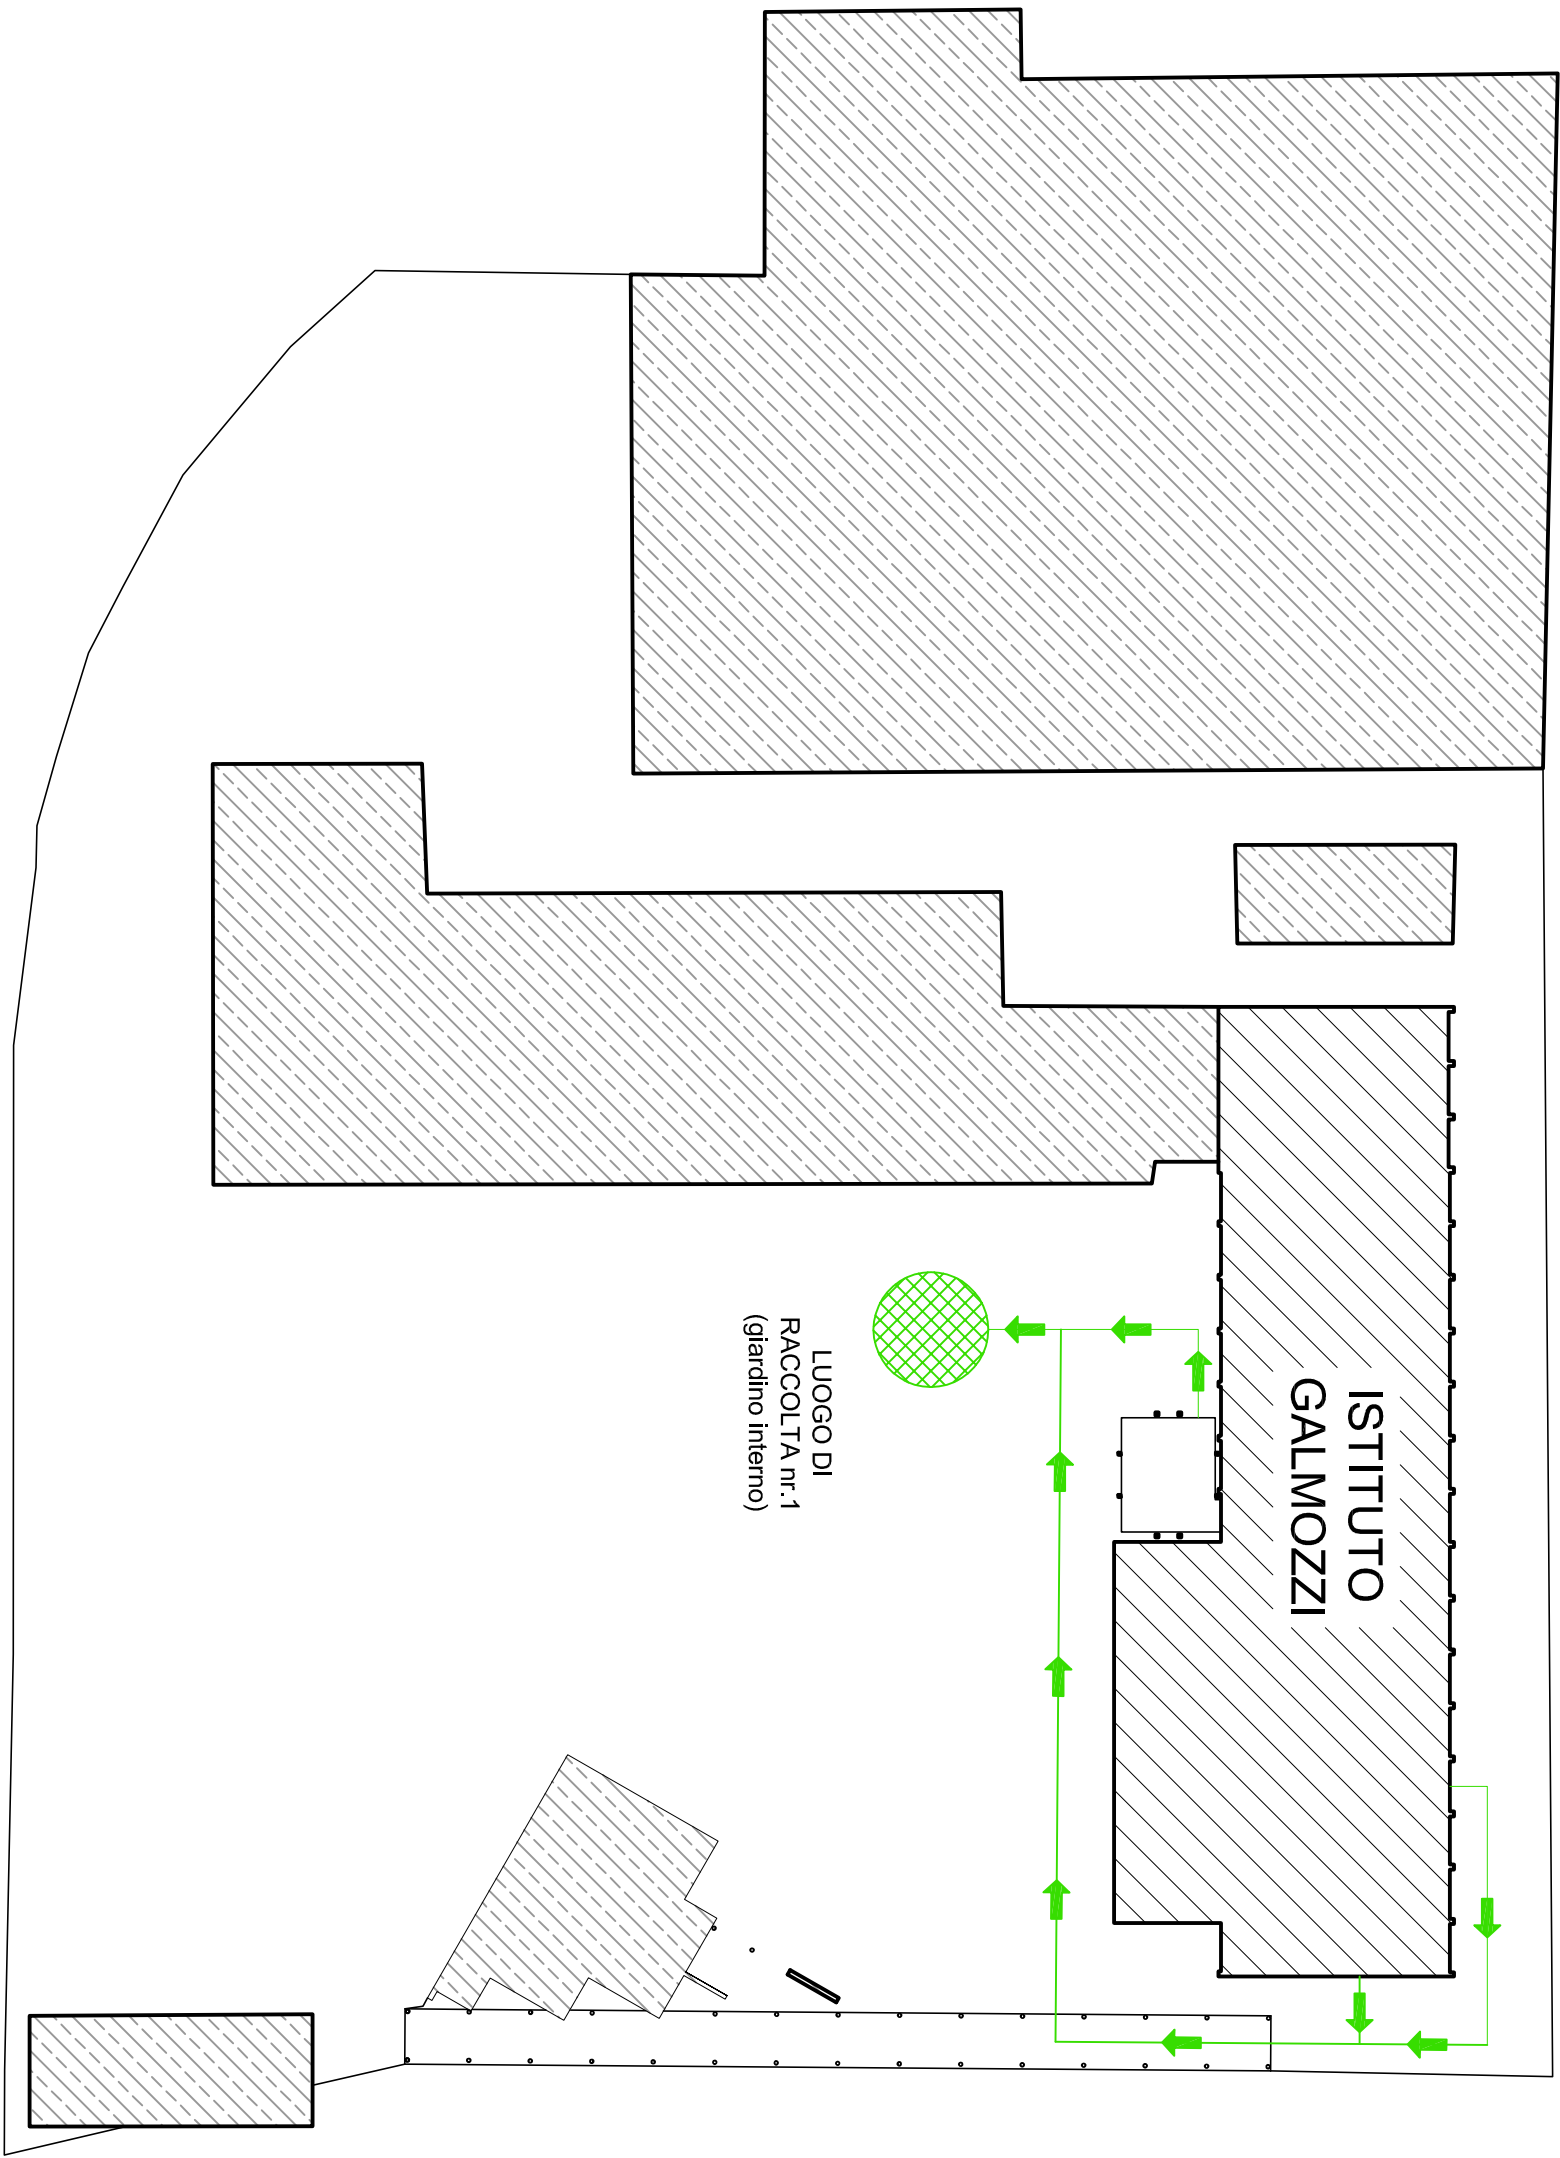 ISTITUTO
GALMOZZI
LUOGO DI
RACCOLTA nr.1
(giardino interno)